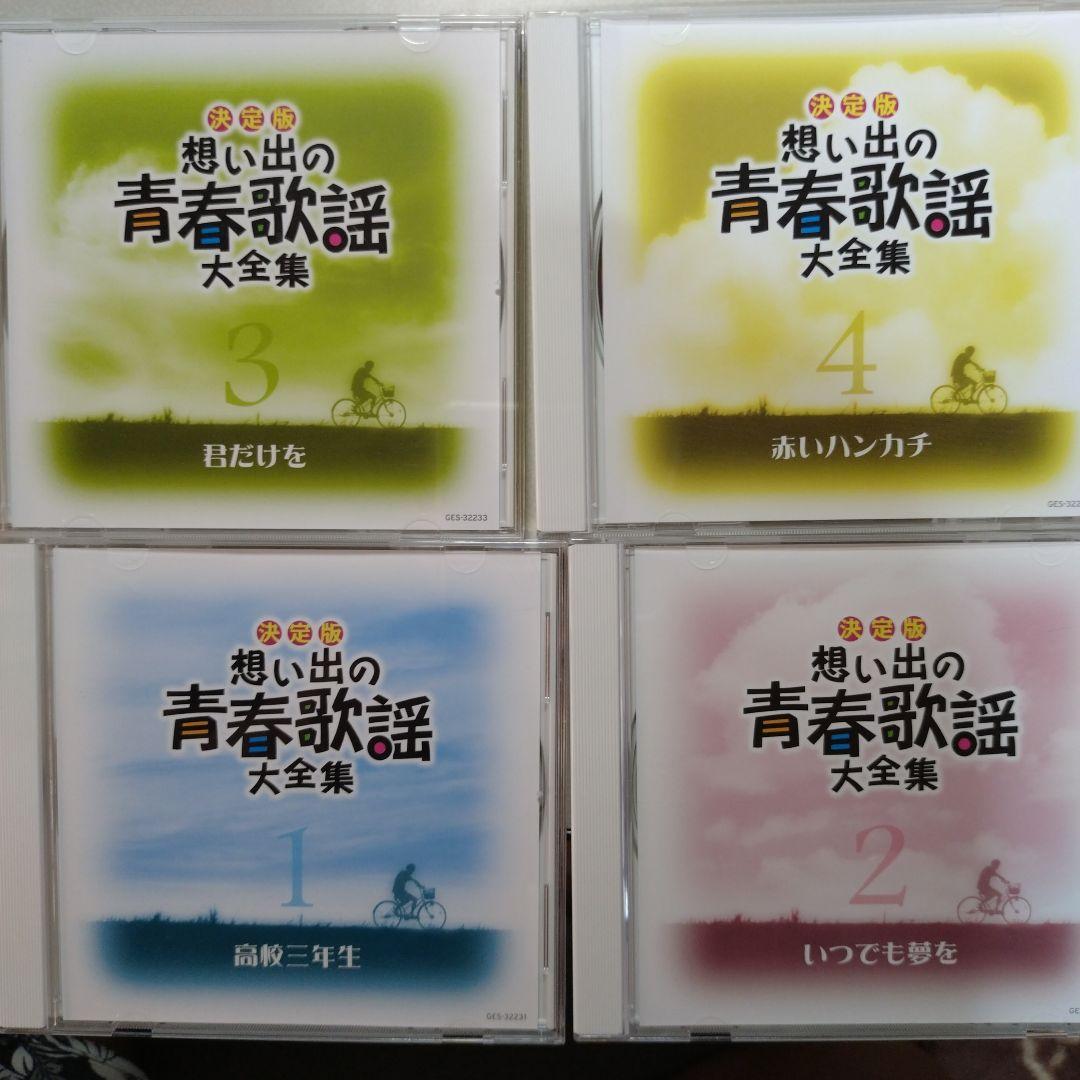 決定版
想い出の
青春歌謡
大全集
3
君だけを
GES-32233
決定版
想い出の
青春歌謡
大全集
4
赤いハンカチ
決定版
想い出の
青春歌謡
大全集
1
高校三年生
GES-32231
決定版
想い出の
青春歌謡
大全集
2
いつでも夢を